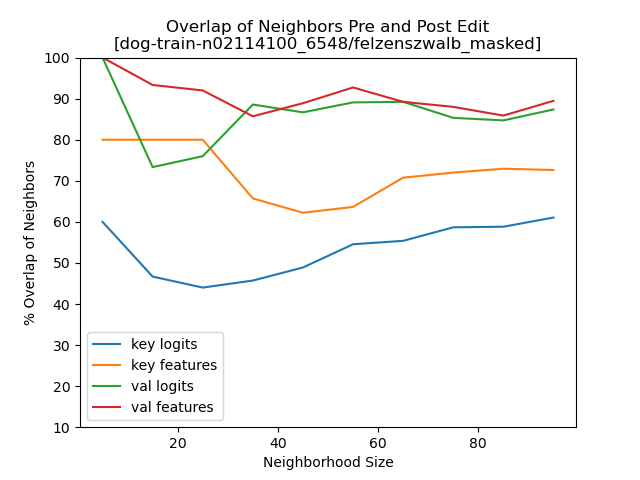 Overlap of Neighbors Pre and Post Edit
[dog-train-n02114100_6548/felzenszwalb_masked]
100
90
80
70
60
50
40
30
20
10
% Overlap of Neighbors
key logits
key features
val logits
val features
20
40
60
80
Neighborhood Size